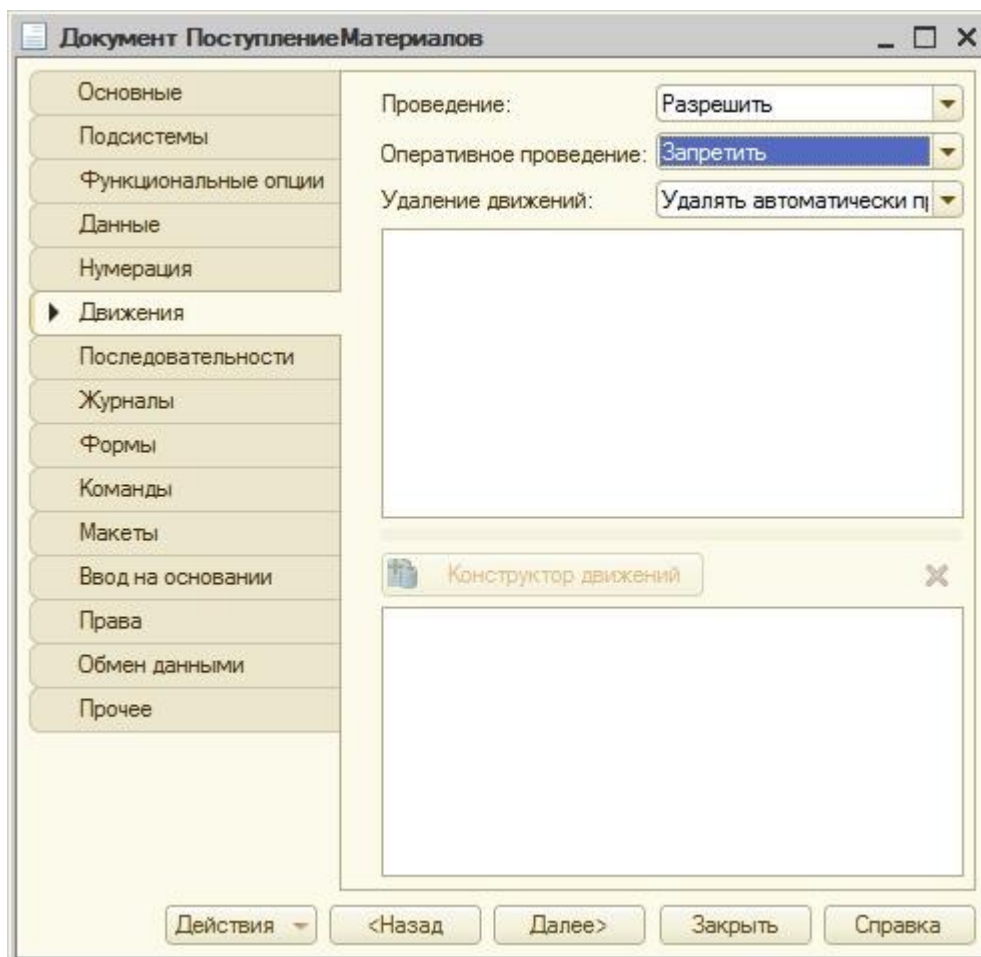 Документ ПоступлениеМатериалов
Основные
Подсистемы
Функциональные опции
Данные
Нумерация
Движения
Последовательности
Журналы
Формы
Команды
Макеты
Ввод на основании
Права
Обмен данными
Прочее
Проведение: Разрешить
Оперативное проведение: Запретить
Удаление движений: Удалять автоматически п
Конструктор движений
Действия <Назад Далее> Закрыть Справка